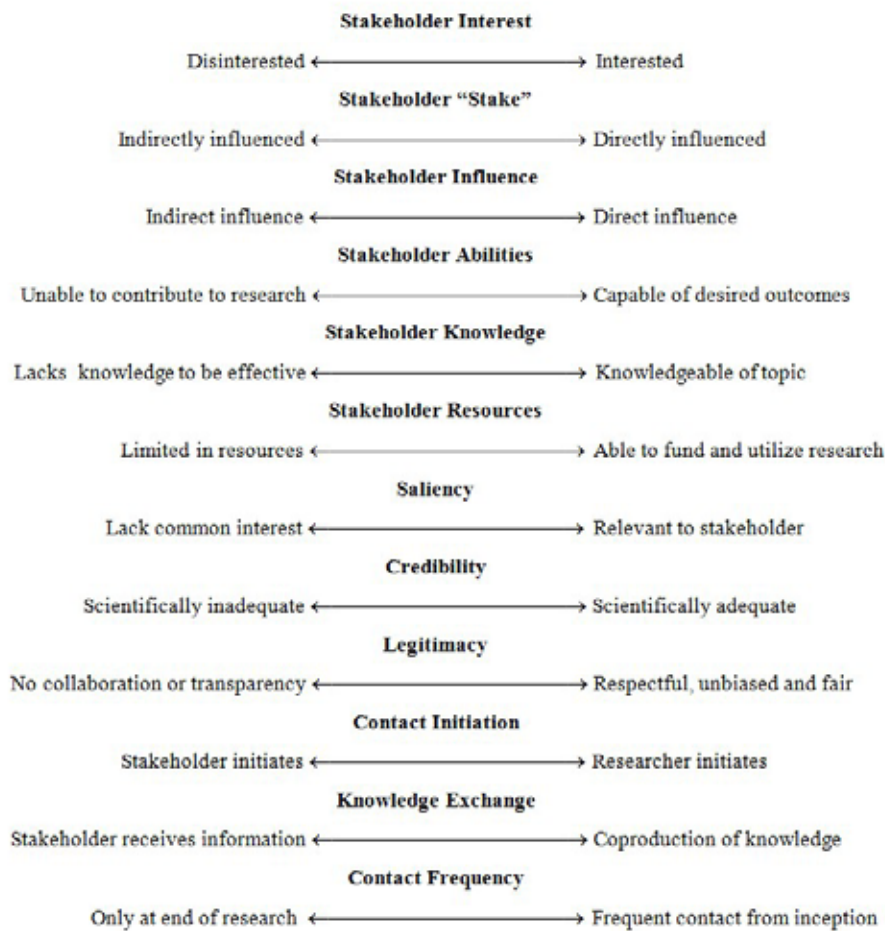 Stakeholder Interest
Disinterested ←→ Interested
Stakeholder “Stake”
Indirectly influenced ←→ Directly influenced
Stakeholder Influence
Indirect influence ←→ Direct influence
Stakeholder Abilities
Unable to contribute to research ←→ Capable of desired outcomes
Stakeholder Knowledge
Lacks knowledge to be effective ←→ Knowledgeable of topic
Stakeholder Resources
Limited in resources ←→ Able to fund and utilize research
Saliency
Lack common interest ←→ Relevant to stakeholder
Credibility
Scientifically inadequate ←→ Scientifically adequate
Legitimacy
No collaboration or transparency ←→ Respectful, unbiased and fair
Contact Initiation
Stakeholder initiates ←→ Researcher initiates
Knowledge Exchange
Stakeholder receives information ←→ Coproduction of knowledge
Contact Frequency
Only at end of research ←→ Frequent contact from inception